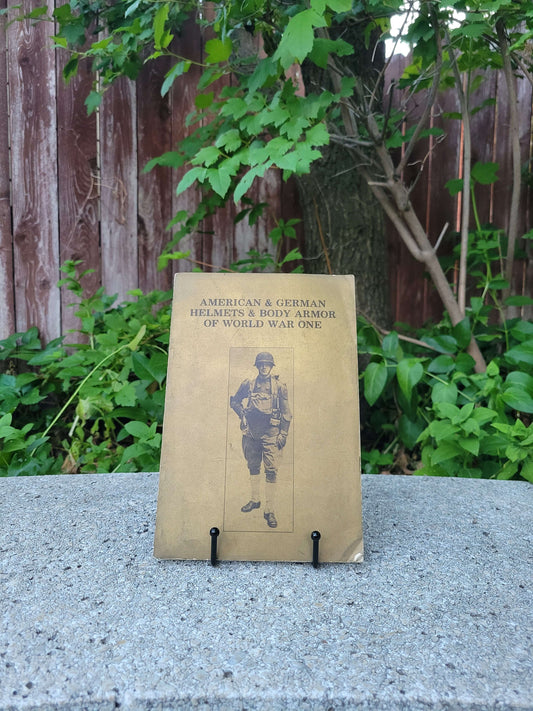 AMERICAN & GERMAN
HELMETS & BODY ARMOR
OF WORLD WAR ONE